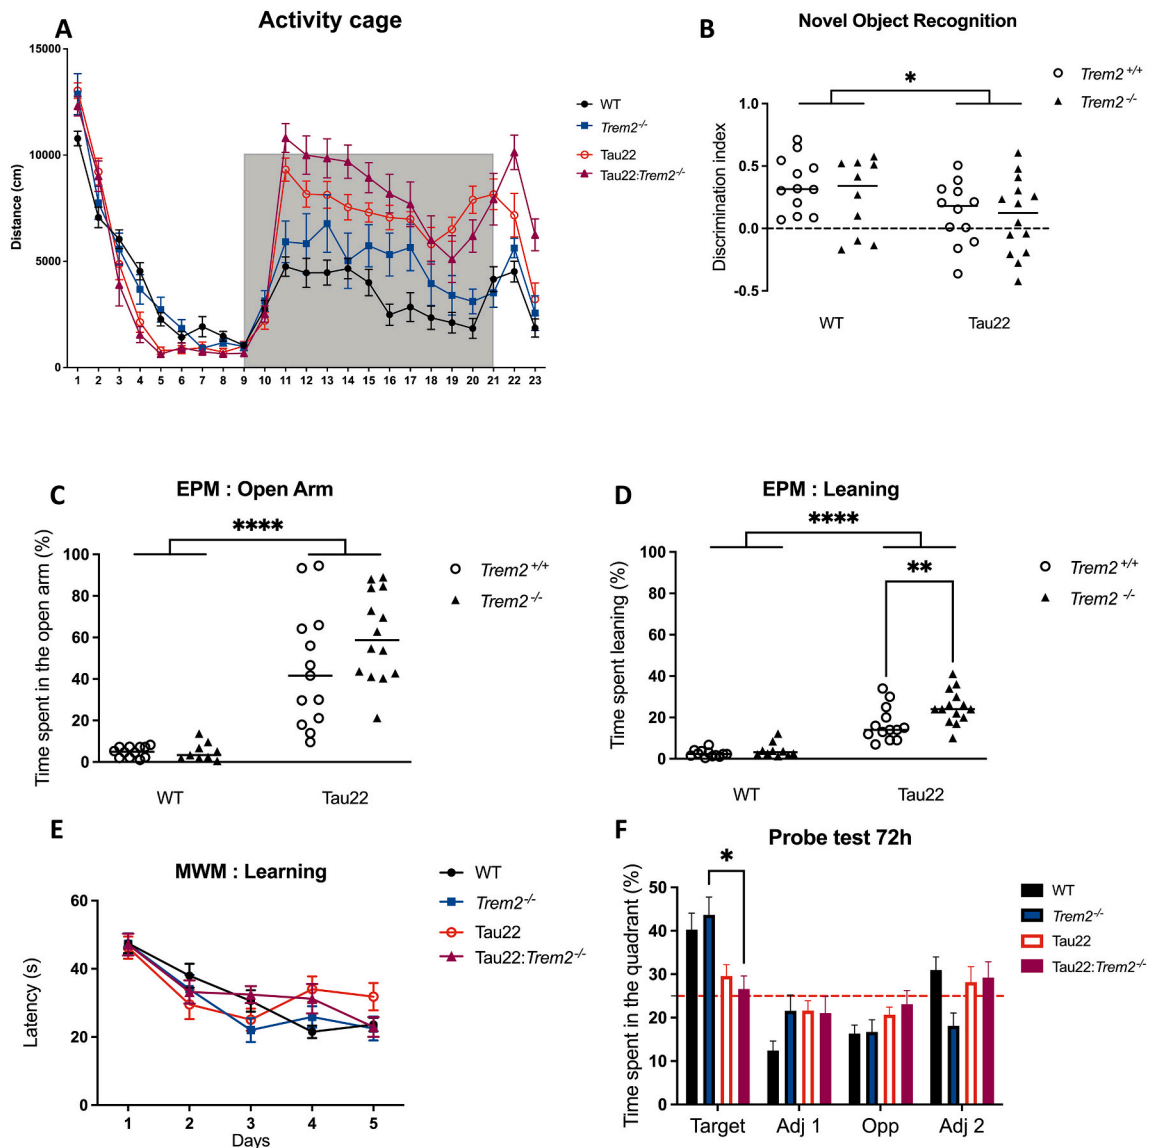 A
Activity cage
Distance (cm)
15000
10000
5000
0
1 2 3 4 5 6 7 8 9 10 11 12 13 14 15 16 17 18 19 20 21 22 23
WT
Trem2-/-
Tau22
Tau22:Trem2-/-
B
Novel Object Recognition
*
Trem2+/+
Trem2-/-
Discrimination index
1.0
0.5
0.0
-0.5
WT Tau22
C
EPM : Open Arm
****
Trem2+/+
Trem2-/-
Time spent in the open arm (%)
100
80
60
40
20
0
WT Tau22
D
EPM : Leaning
****
**
Trem2+/+
Trem2-/-
Time spent leaning (%)
100
80
60
40
20
0
WT Tau22
E
MWM : Learning
WT
Trem2-/-
Tau22
Tau22:Trem2-/-
Latency (s)
60
40
20
0
1 2 3 4 5
Days
F
Probe test 72h
*
WT
Trem2-/-
Tau22
Tau22:Trem2-/-
Time spent in the quadrant (%)
50
40
30
20
10
0
Target Adj 1 Opp Adj 2